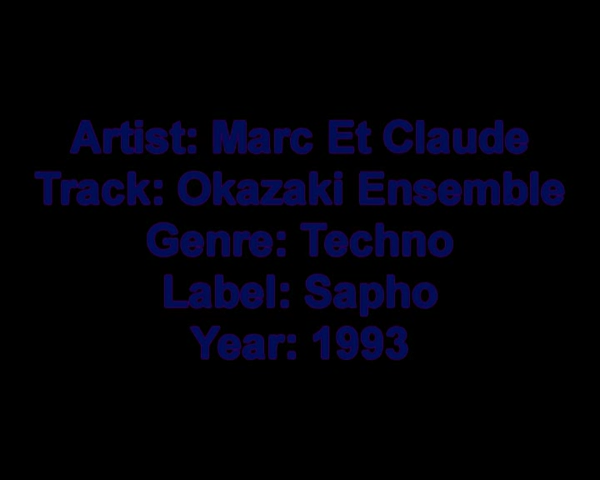 Artist: Marc Et Claude
Track: Okazaki Ensemble
Genre: Techno
Label: Sapho
Year: 1993